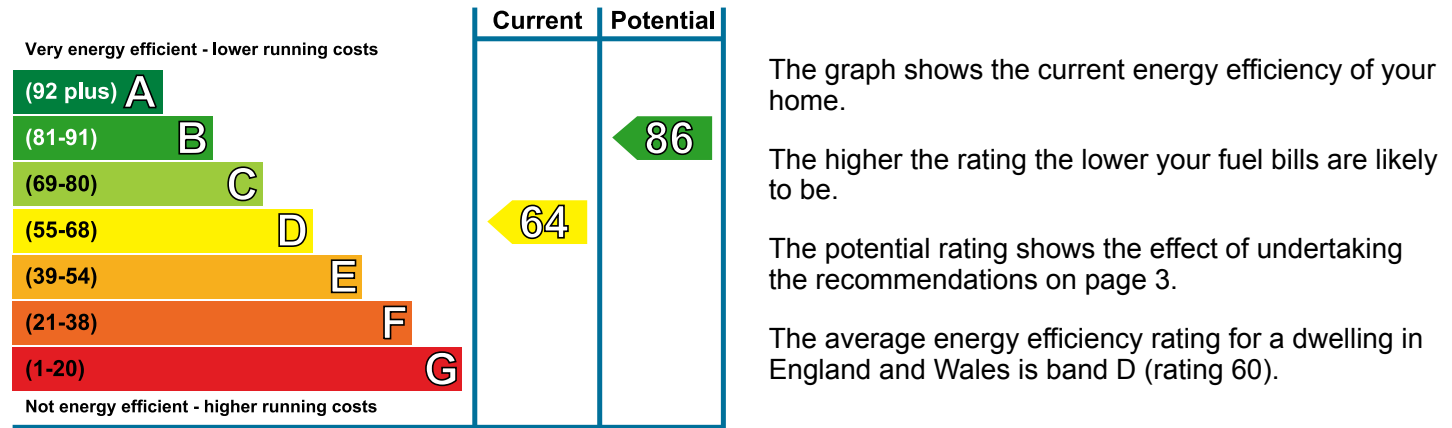 Current Potential
Very energy efficient - lower running costs
(92 plus) A
(81-91) B
86
(69-80) C
(55-68) D
64
(39-54) E
(21-38) F
(1-20) G
Not energy efficient - higher running costs
The graph shows the current energy efficiency of your
home.
The higher the rating the lower your fuel bills are likely
to be.
The potential rating shows the effect of undertaking
the recommendations on page 3.
The average energy efficiency rating for a dwelling in
England and Wales is band D (rating 60).